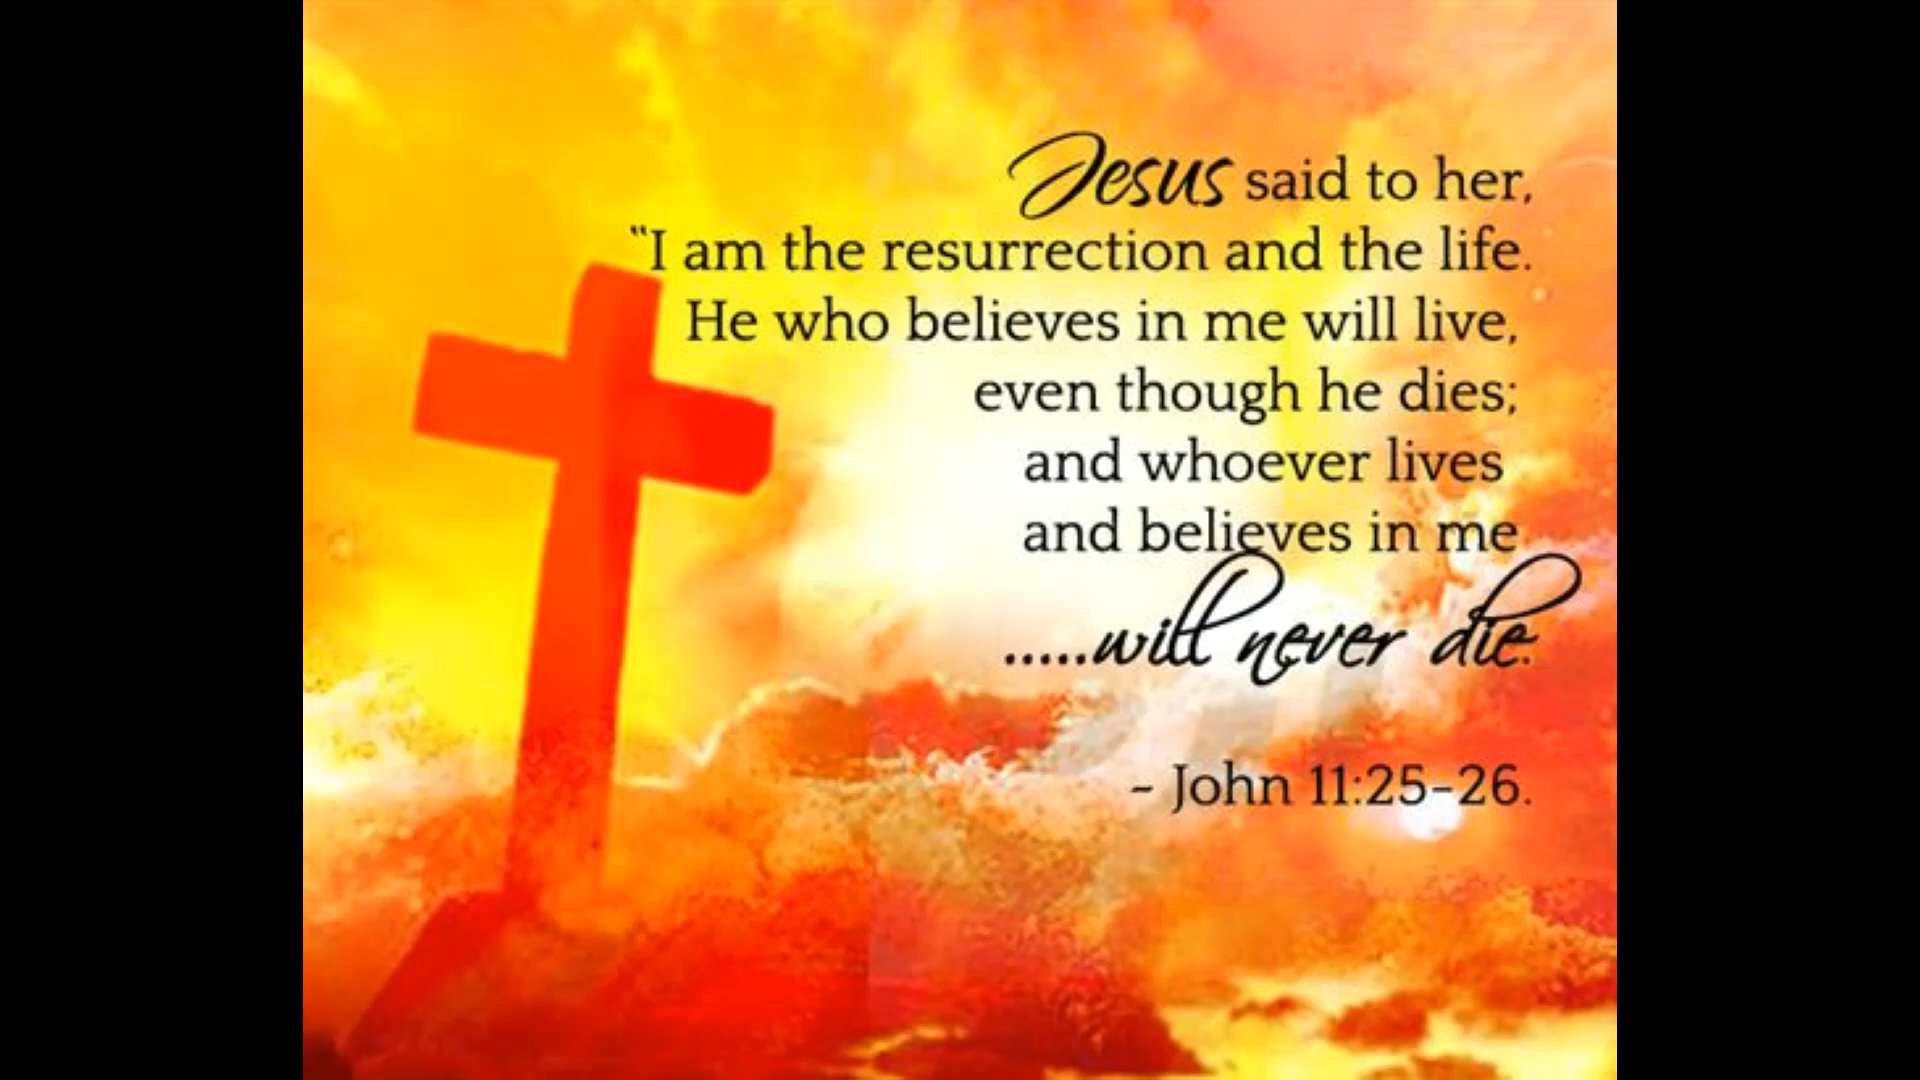 Jesus said to her,
“I am the resurrection and the life.
He who believes in me will live,
even though he dies;
and whoever lives
and believes in me
.....will never die.
~ John 11:25-26.